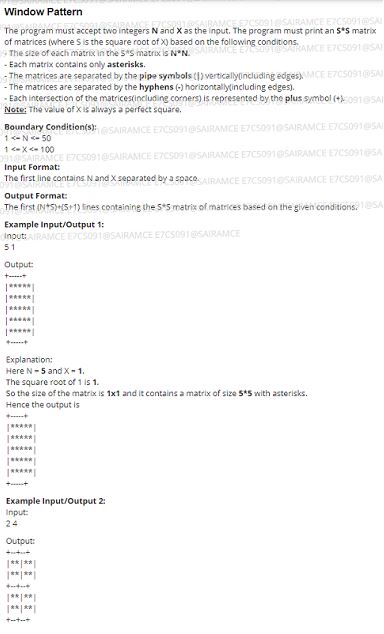 Window Pattern
The program must accept two integers N and X as the input. The program must print an S*S matrix
of matrices (where S is the square root of X) based on the following conditions.
- The size of each matrix in the S*S matrix is N*N.
- Each matrix contains only asterisks.
- The matrices are separated by the pipe symbols (|) vertically(including edges).
- The matrices are separated by the hyphens (-) horizontally(including edges).
- Each intersection of the matrices(including corners) is represented by the plus symbol (+).
Note: The value of X is always a perfect square.
Boundary Condition(s):
1 <= N <= 50
1 <= X <= 100
Input Format:
The first line contains N and X separated by a space.
Output Format:
The first (N*S)+(S+1) lines containing the S*S matrix of matrices based on the given conditions.
Example Input/Output 1:
Input:
5 1
Output:
+-----+
|*****|
|*****|
|*****|
|*****|
|*****|
+-----+
Explanation:
Here N = 5 and X = 1.
The square root of 1 is 1.
So the size of the matrix is 1x1 and it contains a matrix of size 5*5 with asterisks.
Hence the output is
+-----+
|*****|
|*****|
|*****|
|*****|
|*****|
+-----+
Example Input/Output 2:
Input:
2 4
Output:
+--+--+
|**|**|
|**|**|
+--+--+
|**|**|
|**|**|
+--+--+